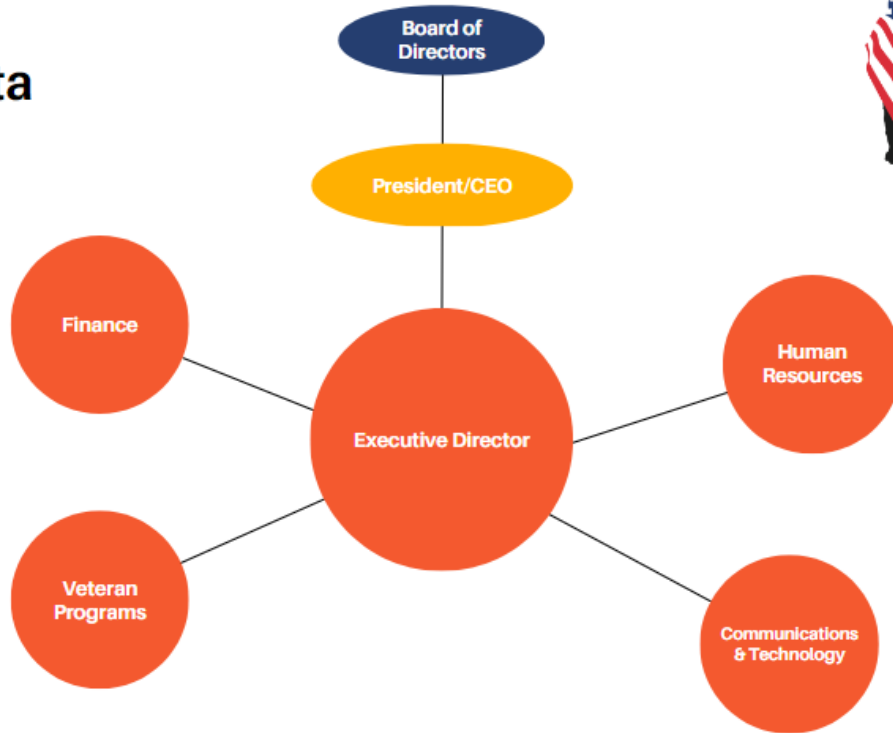 ta
Board of
Directors
President/CEO
Finance
Human
Resources
Executive Director
Veteran
Programs
Communications
& Technology